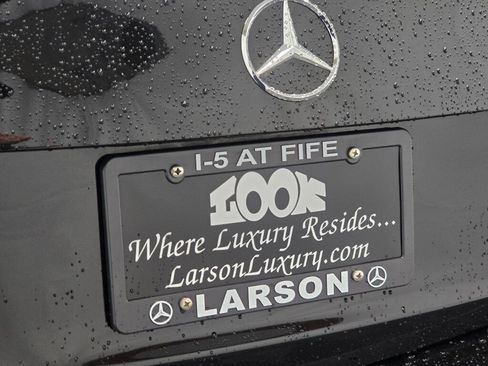 I-5 AT FIFE
LOOK
Where Luxury Resides...
LarsonLuxury.com
LARSON